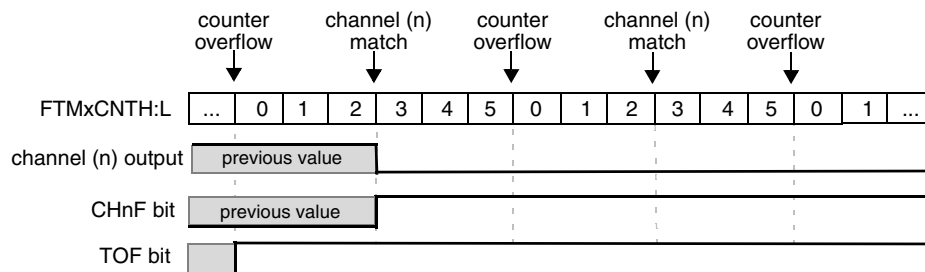 counter overflow
channel (n) match
counter overflow
channel (n) match
counter overflow
FTMxCNTH:L ... 0 1 2 3 4 5 0 1 2 3 4 5 0 1 ...
channel (n) output previous value
CHnF bit previous value
TOF bit